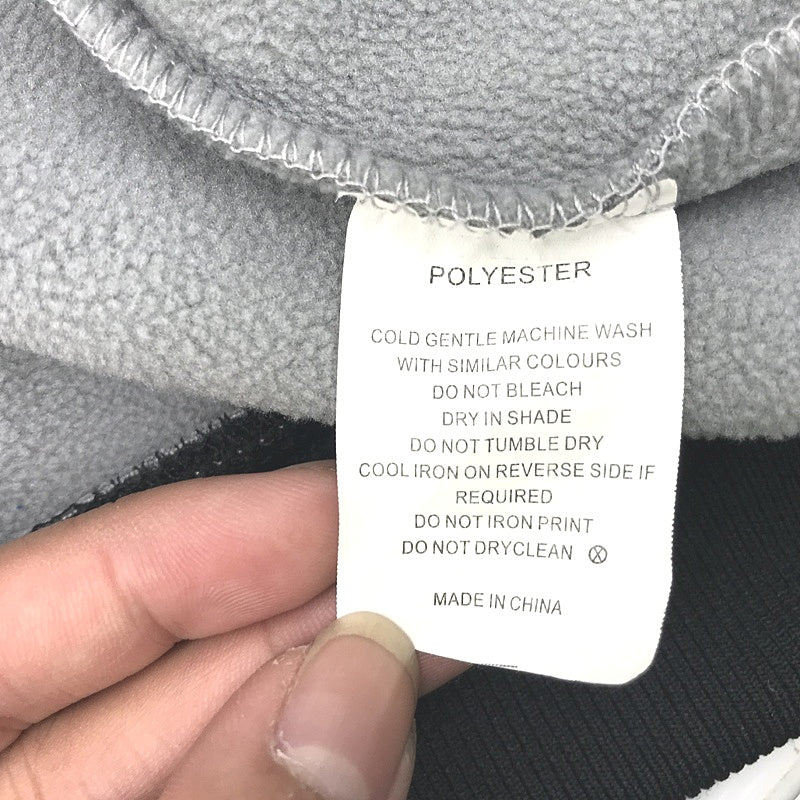 POLYESTER
COLD GENTLE MACHINE WASH
WITH SIMILAR COLOURS
DO NOT BLEACH
DRY IN SHADE
DO NOT TUMBLE DRY
COOL IRON ON REVERSE SIDE IF
REQUIRED
DO NOT IRON PRINT
DO NOT DRYCLEAN
MADE IN CHINA